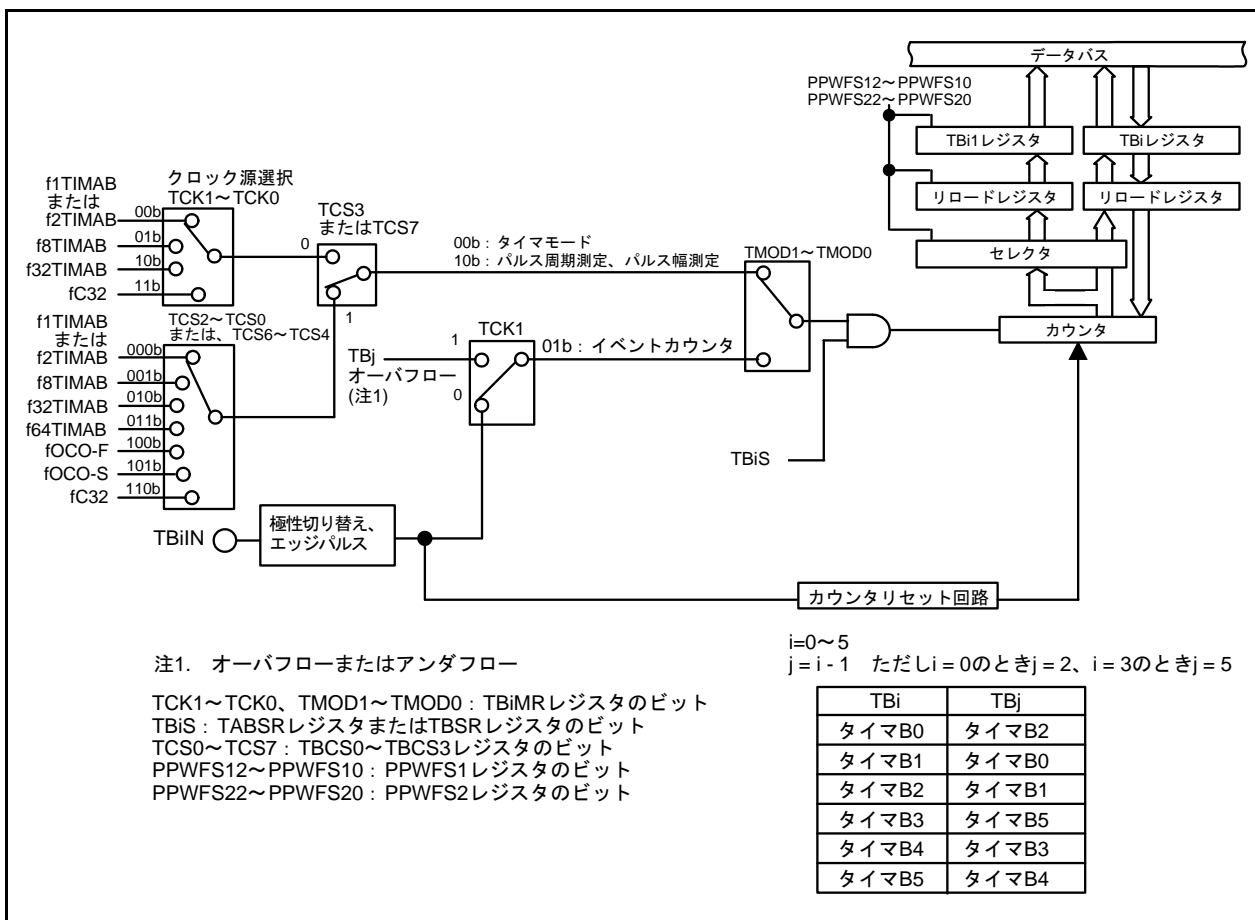 データバス
PPWFS12～PPWFS10
PPWFS22～PPWFS20
TBi1レジスタ
TBiレジスタ
リロードレジスタ
リロードレジスタ
セレクタ
カウンタ
f1TIMAB
または
f2TIMAB
00b
f8TIMAB
01b
f32TIMAB
10b
fC32
11b
クロック源選択
TCK1～TCK0
TCS3
またはTCS7
0
1
00b：タイマモード
10b：パルス周期測定、パルス幅測定
TMOD1～TMOD0
f1TIMAB
または
f2TIMAB
000b
f8TIMAB
001b
f32TIMAB
010b
f64TIMAB
011b
fOCO-F
100b
fOCO-S
101b
fC32
110b
TCS2～TCS0
または、TCS6～TCS4
TBj
オーバフロー
(注1)
1
0
TCK1
01b：イベントカウンタ
TBiS
TBiIN
極性切り替え、
エッジパルス
カウンタリセット回路
注1. オーバフローまたはアンダフロー
TCK1～TCK0、TMOD1～TMOD0：TBiMRレジスタのビット
TBiS：TABSRレジスタまたはTBSRレジスタのビット
TCS0～TCS7：TBCS0～TBCS3レジスタのビット
PPWFS12～PPWFS10：PPWFS1レジスタのビット
PPWFS22～PPWFS20：PPWFS2レジスタのビット
i=0～5
j = i - 1 ただしi = 0のときj = 2、i = 3のときj = 5
TBi TBj
タイマB0 タイマB2
タイマB1 タイマB0
タイマB2 タイマB1
タイマB3 タイマB5
タイマB4 タイマB3
タイマB5 タイマB4